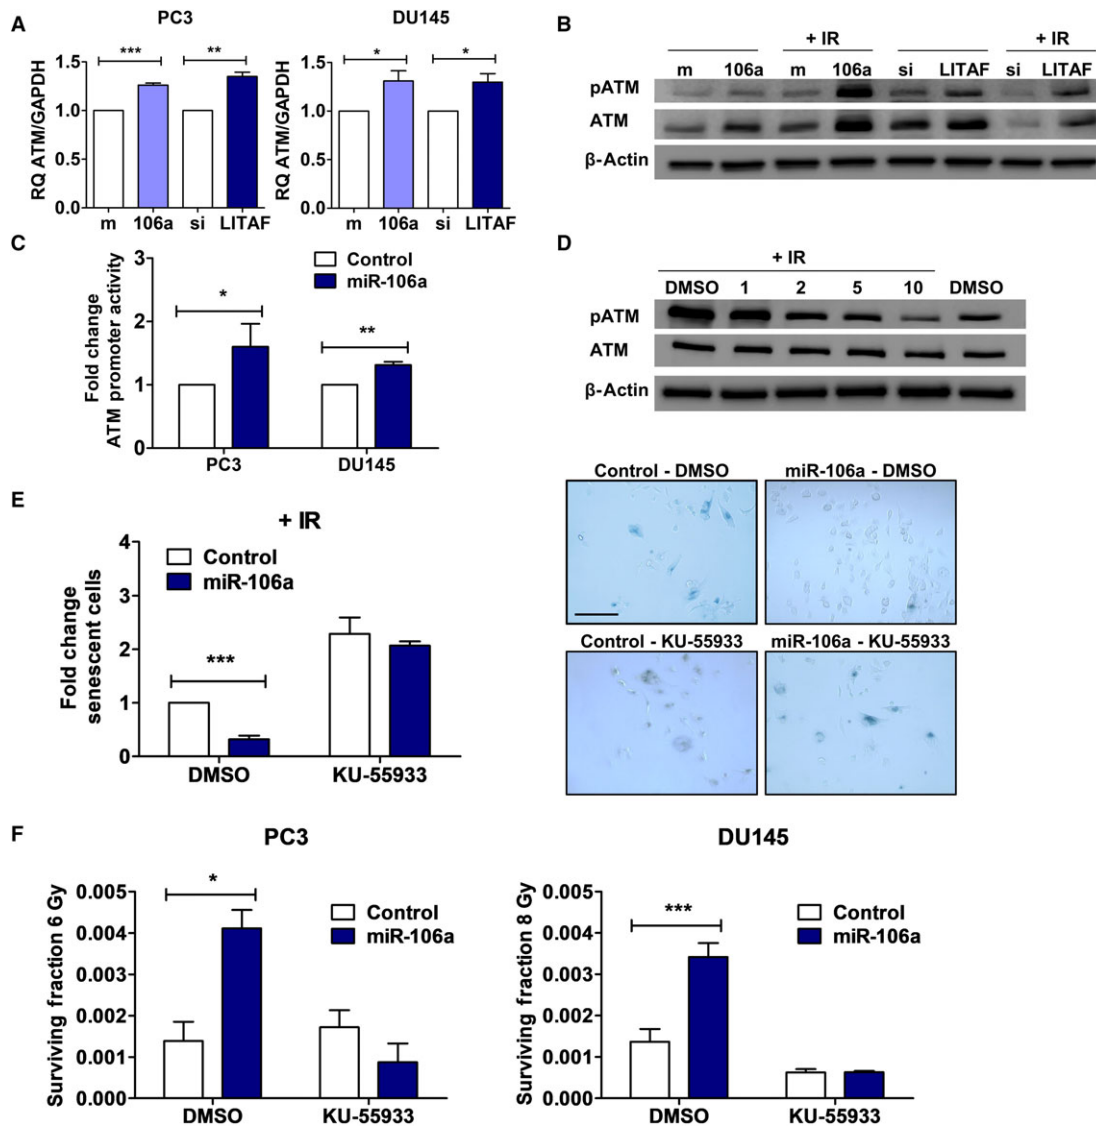 A
PC3
DU145
*** **
* *
RQ ATM/GAPDH
1.5
1.0
0.5
0.0
m 106a si LITAF
RQ ATM/GAPDH
1.5
1.0
0.5
0.0
m 106a si LITAF
B
+ IR + IR
m 106a m 106a si LITAF si LITAF
pATM
ATM
β-Actin
C
Fold change
ATM promoter activity
3
2
1
0
Control
miR-106a
*
**
PC3 DU145
D
+ IR
DMSO 1 2 5 10 DMSO
pATM
ATM
β-Actin
E
+ IR
Fold change
senescent cells
4
3
2
1
0
Control
miR-106a
***
DMSO KU-55933
Control - DMSO miR-106a - DMSO
Control - KU-55933 miR-106a - KU-55933
F
PC3
Surviving fraction 6 Gy
0.005
0.004
0.003
0.002
0.001
0.000
*
Control
miR-106a
DMSO KU-55933
DU145
Surviving fraction 8 Gy
0.005
0.004
0.003
0.002
0.001
0.000
***
Control
miR-106a
DMSO KU-55933